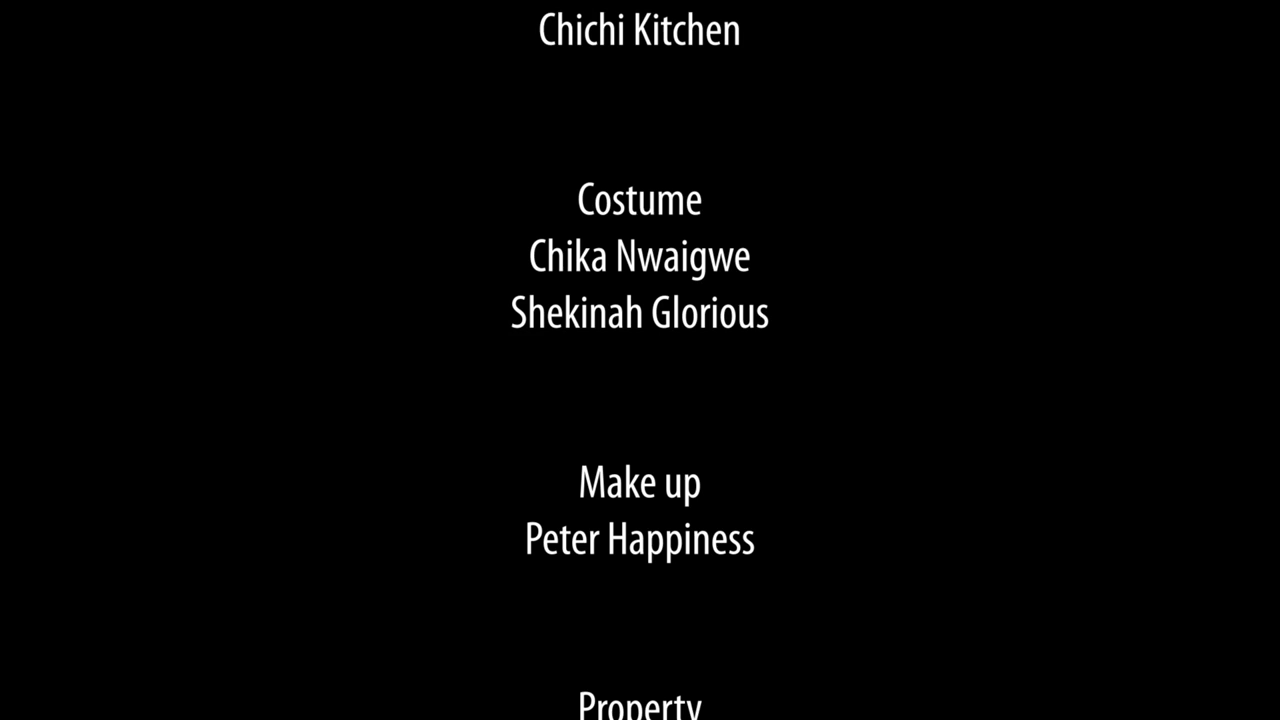 Chichi Kitchen
Costume
Chika Nwaigwe
Shekinah Glorious
Make up
Peter Happiness
Property